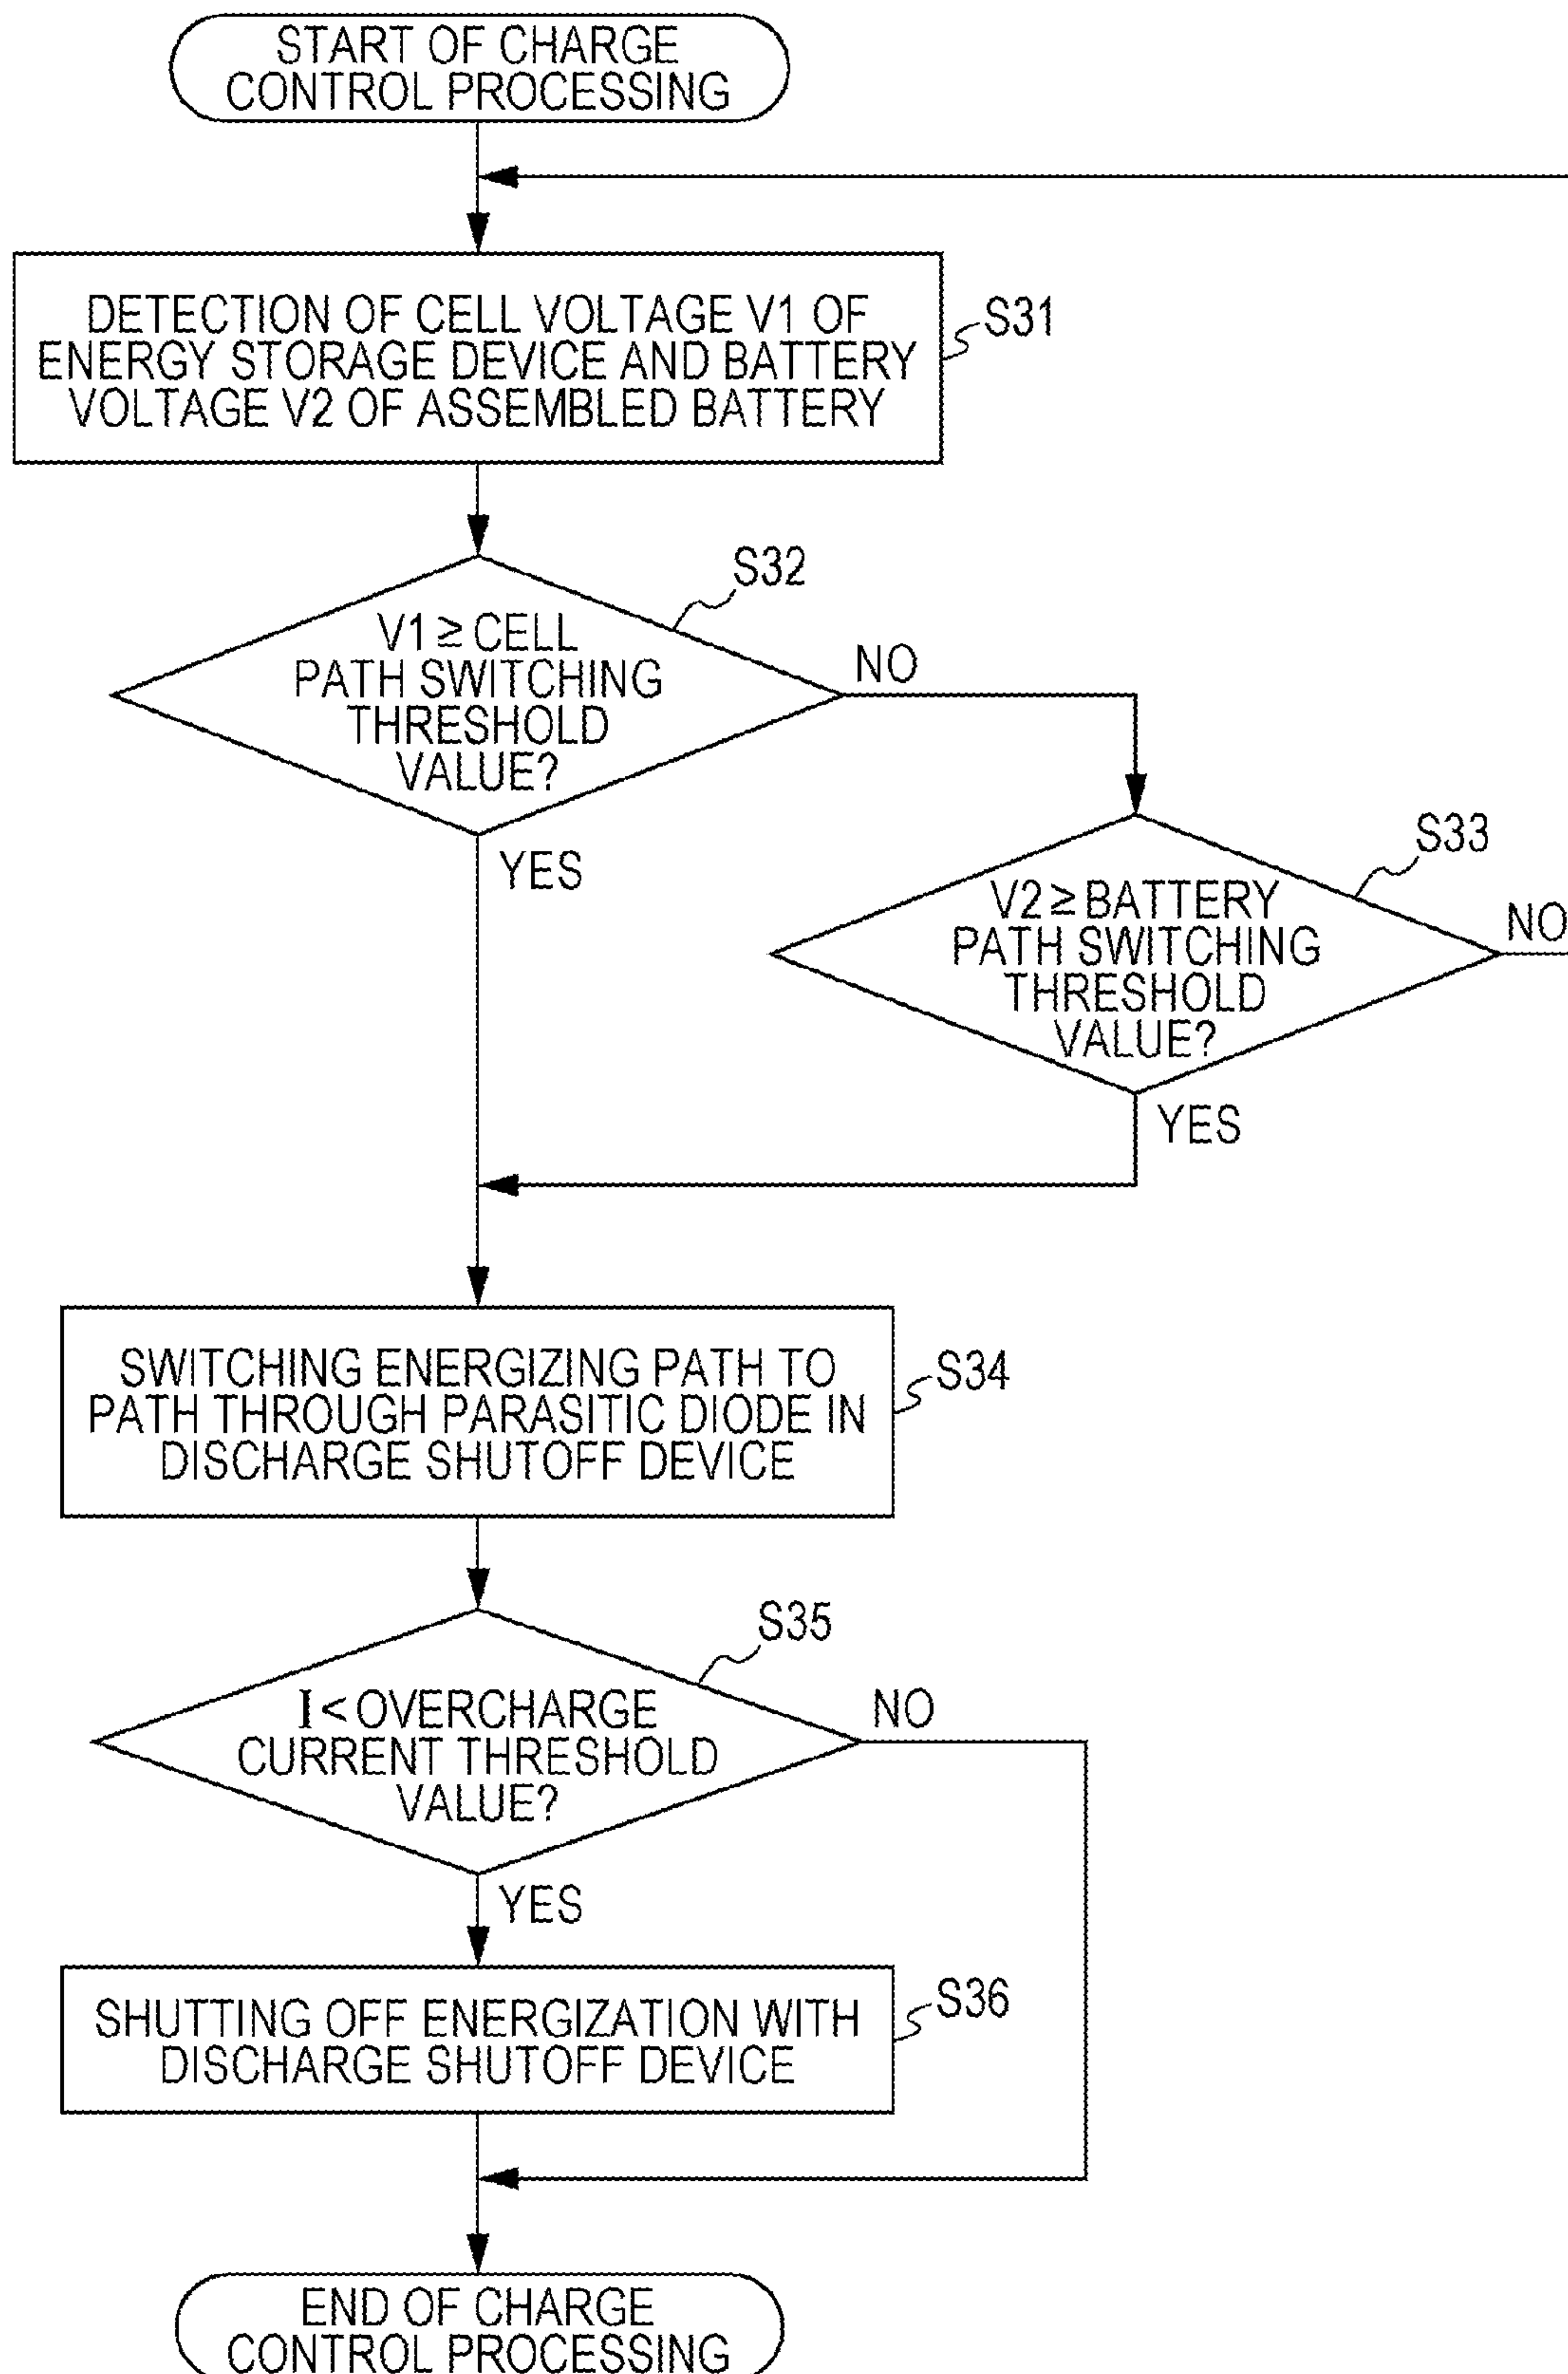 START OF CHARGE
CONTROL PROCESSING
DETECTION OF CELL VOLTAGE V1 OF
ENERGY STORAGE DEVICE AND BATTERY
VOLTAGE V2 OF ASSEMBLED BATTERY
S31
S32
V1 ≥ CELL
PATH SWITCHING
THRESHOLD
VALUE?
NO
YES
S33
V2 ≥ BATTERY
PATH SWITCHING
THRESHOLD
VALUE?
NO
YES
SWITCHING ENERGIZING PATH TO
PATH THROUGH PARASITIC DIODE IN
DISCHARGE SHUTOFF DEVICE
S34
S35
I < OVERCHARGE
CURRENT THRESHOLD
VALUE?
NO
YES
SHUTTING OFF ENERGIZATION WITH
DISCHARGE SHUTOFF DEVICE
S36
END OF CHARGE
CONTROL PROCESSING